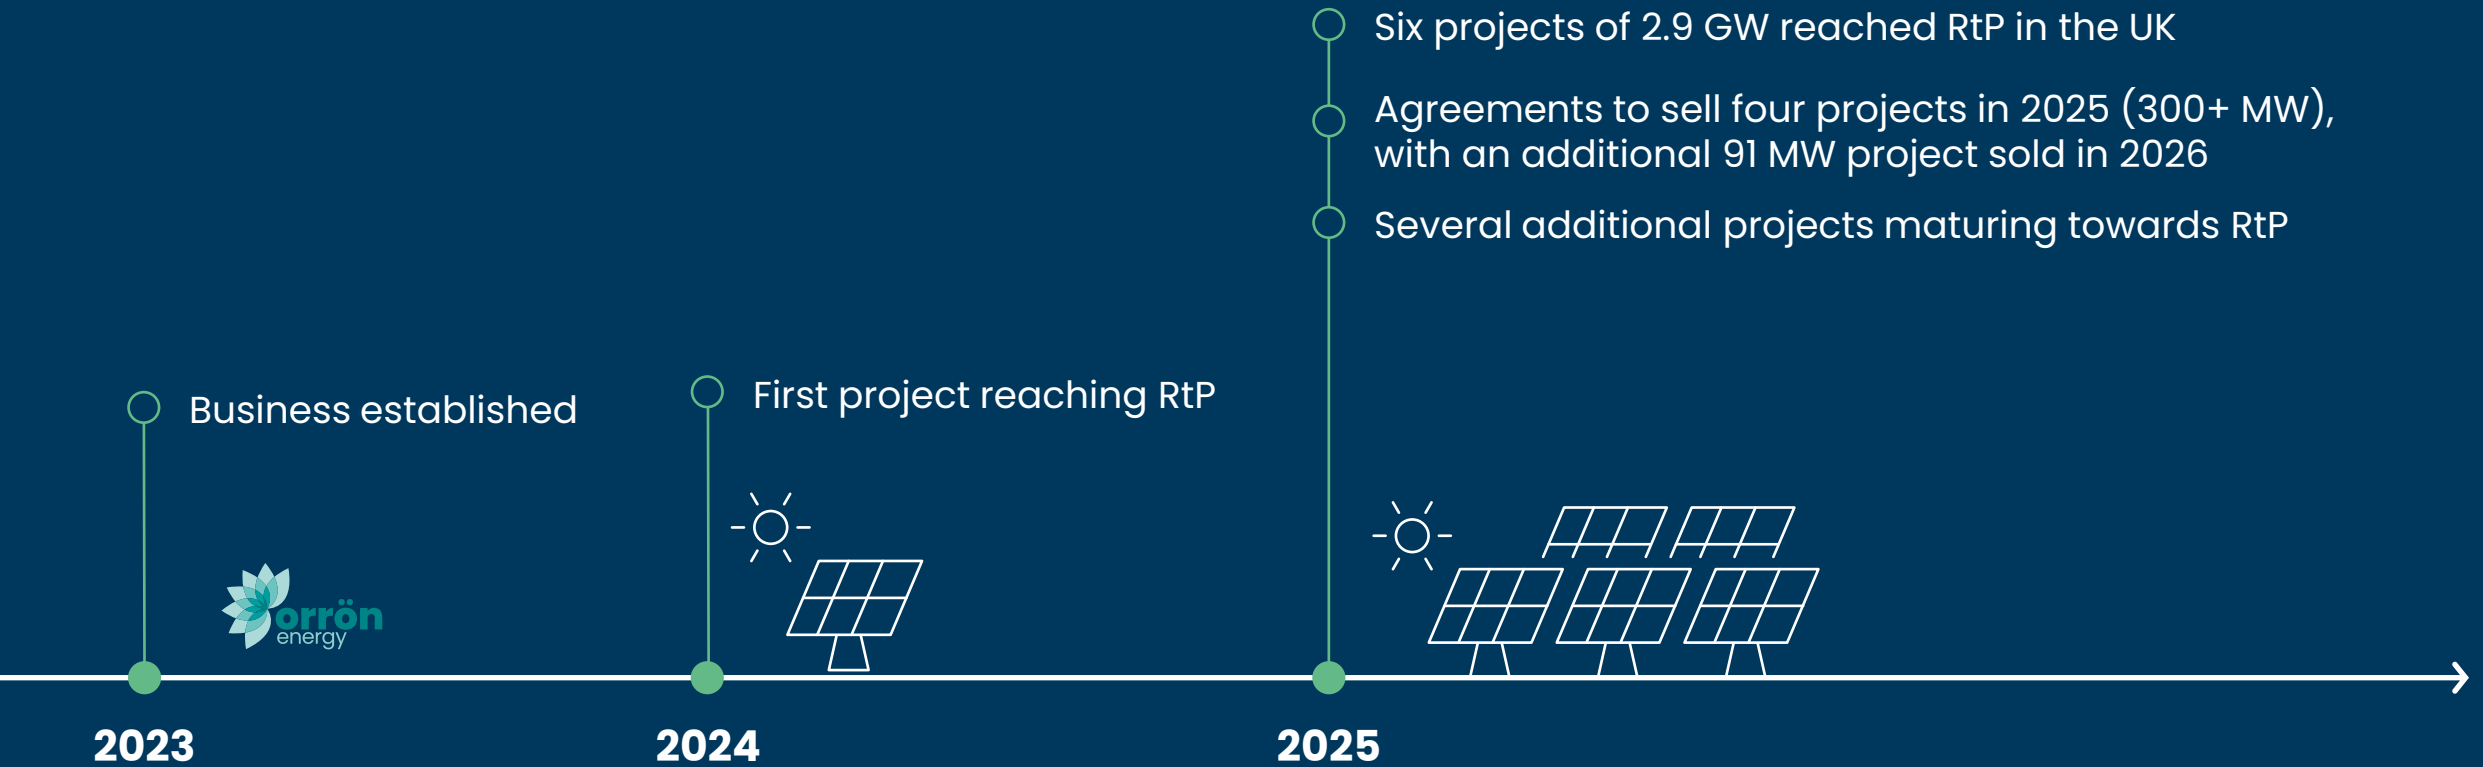 Six projects of 2.9 GW reached RtP in the UK
Agreements to sell four projects in 2025 (300+ MW),
with an additional 91 MW project sold in 2026
Several additional projects maturing towards RtP
Business established
First project reaching RtP
orrön
energy
2023
2024
2025